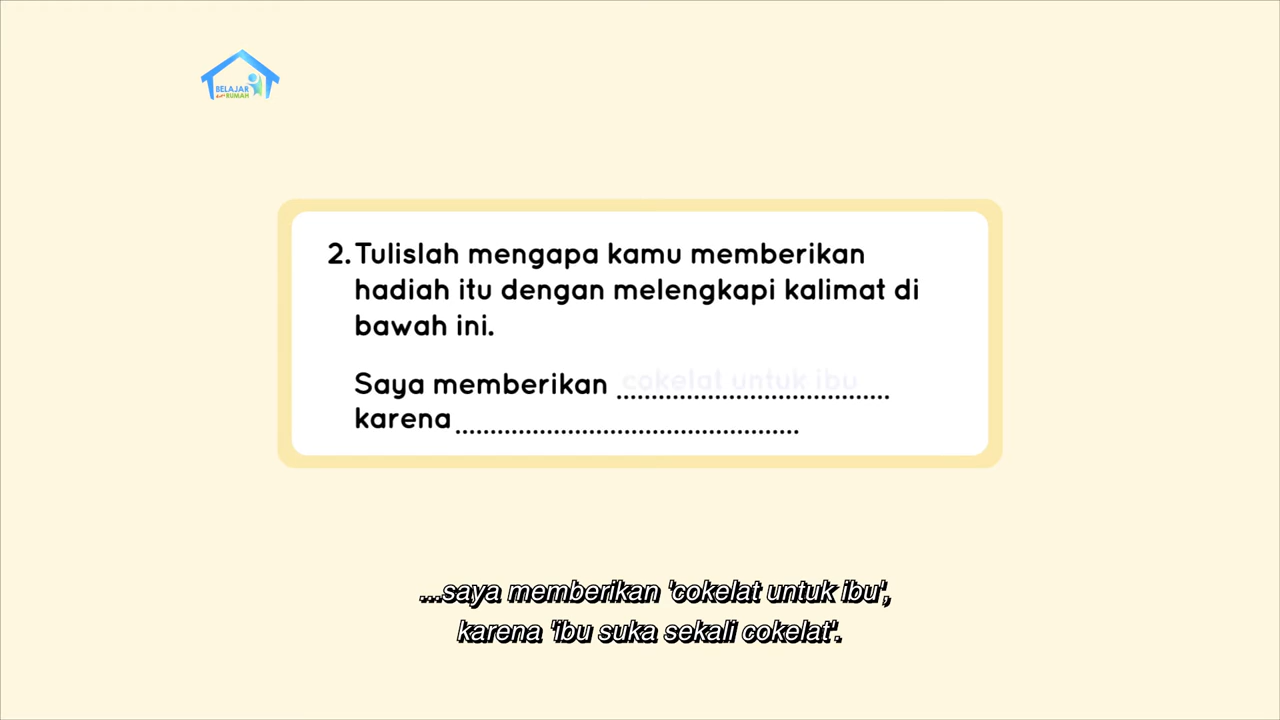 BELAJAR
dari RUMAH
2. Tulislah mengapa kamu memberikan
hadiah itu dengan melengkapi kalimat di
bawah ini.
Saya memberikan cokelat untuk ibu
karena
...saya memberikan 'cokelat untuk ibu',
karena 'ibu suka sekali cokelat'.